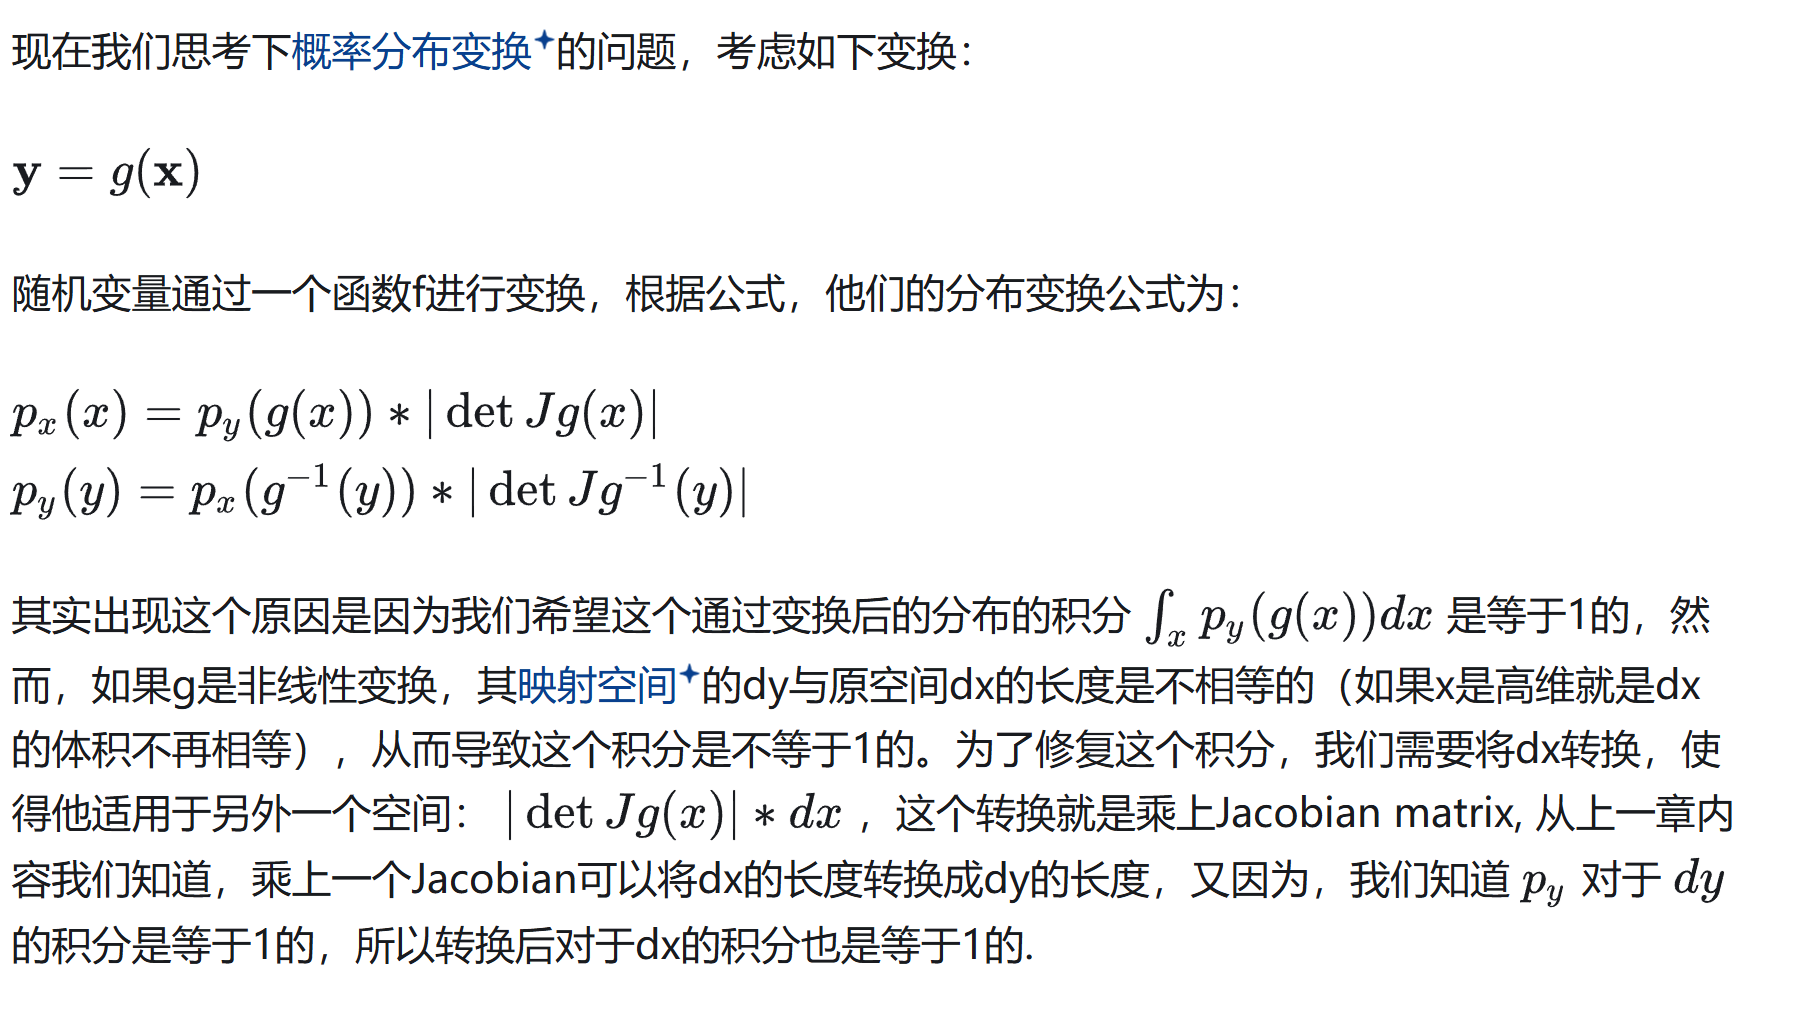 现在我们思考下概率分布变换✦的问题，考虑如下变换：
y = g(x)
随机变量通过一个函数f进行变换，根据公式，他们的分布变换公式为：
pₓ(x) = p_y(g(x)) * | det Jg(x)|
p_y(y) = pₓ(g⁻¹(y)) * | det Jg⁻¹(y)|
其实出现这个原因是因为我们希望这个通过变换后的分布的积分 ∫ₓ p_y(g(x))dx 是等于1的，然
而，如果g是非线性变换，其映射空间✦的dy与原空间dx的长度是不相等的（如果x是高维就是dx
的体积不再相等），从而导致这个积分是不等于1的。为了修复这个积分，我们需要将dx转换，使
得他适用于另外一个空间： | det Jg(x)| * dx ，这个转换就是乘上Jacobian matrix, 从上一章内
容我们知道，乘上一个Jacobian可以将dx的长度转换成dy的长度，又因为，我们知道 p_y 对于 dy
的积分是等于1的，所以转换后对于dx的积分也是等于1的.